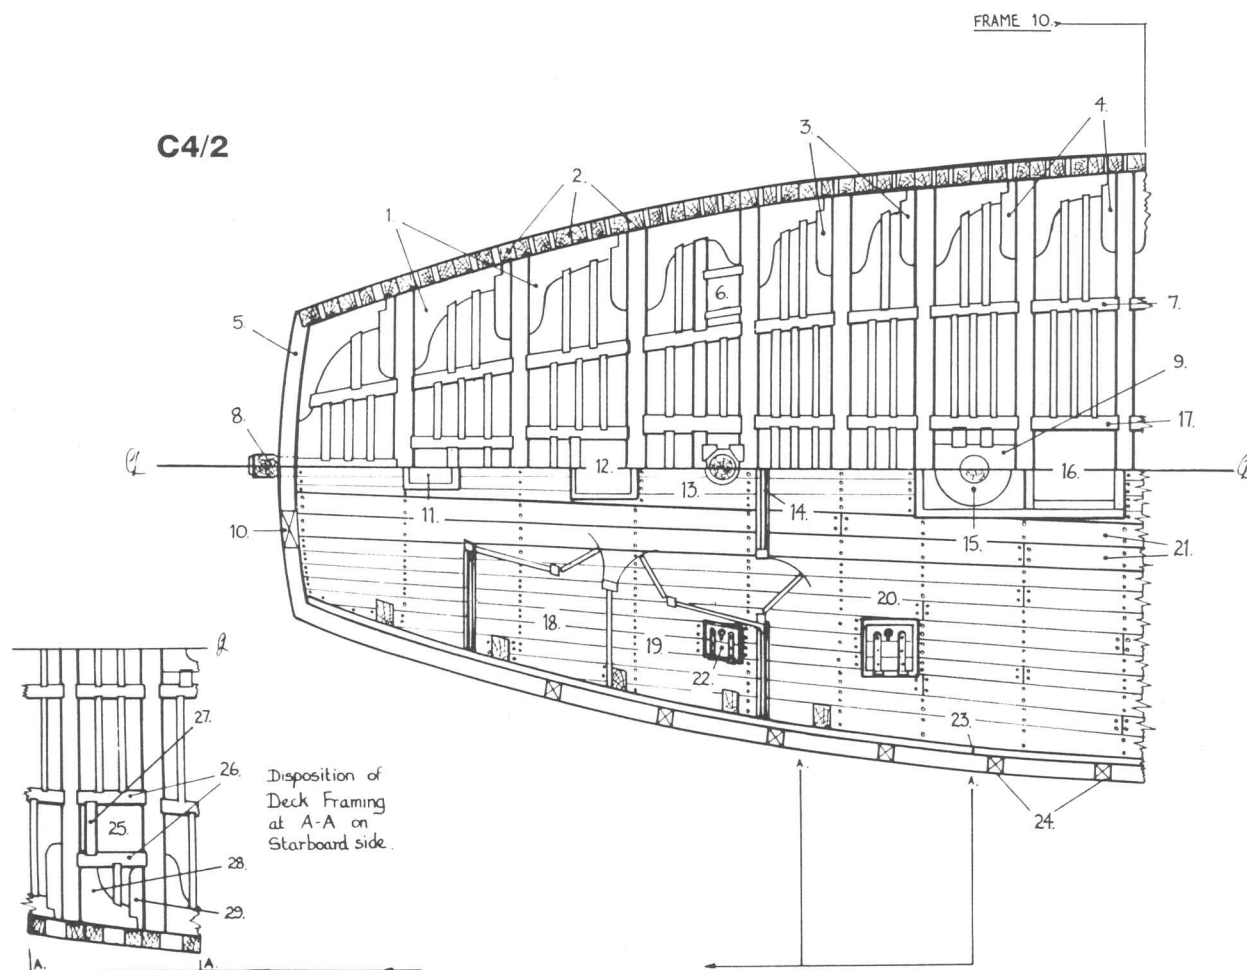 FRAME 10.
C4/2
3.
4.
2.
1.
6.
5.
7.
9.
8.
17.
12.
16.
13.
11.
14.
10.
15.
21.
20.
18.
19.
22.
23.
27.
A.
26.
Disposition of
Deck Framing
at A-A on
Starboard side.
A.
25.
24.
28.
29.
A.
A.